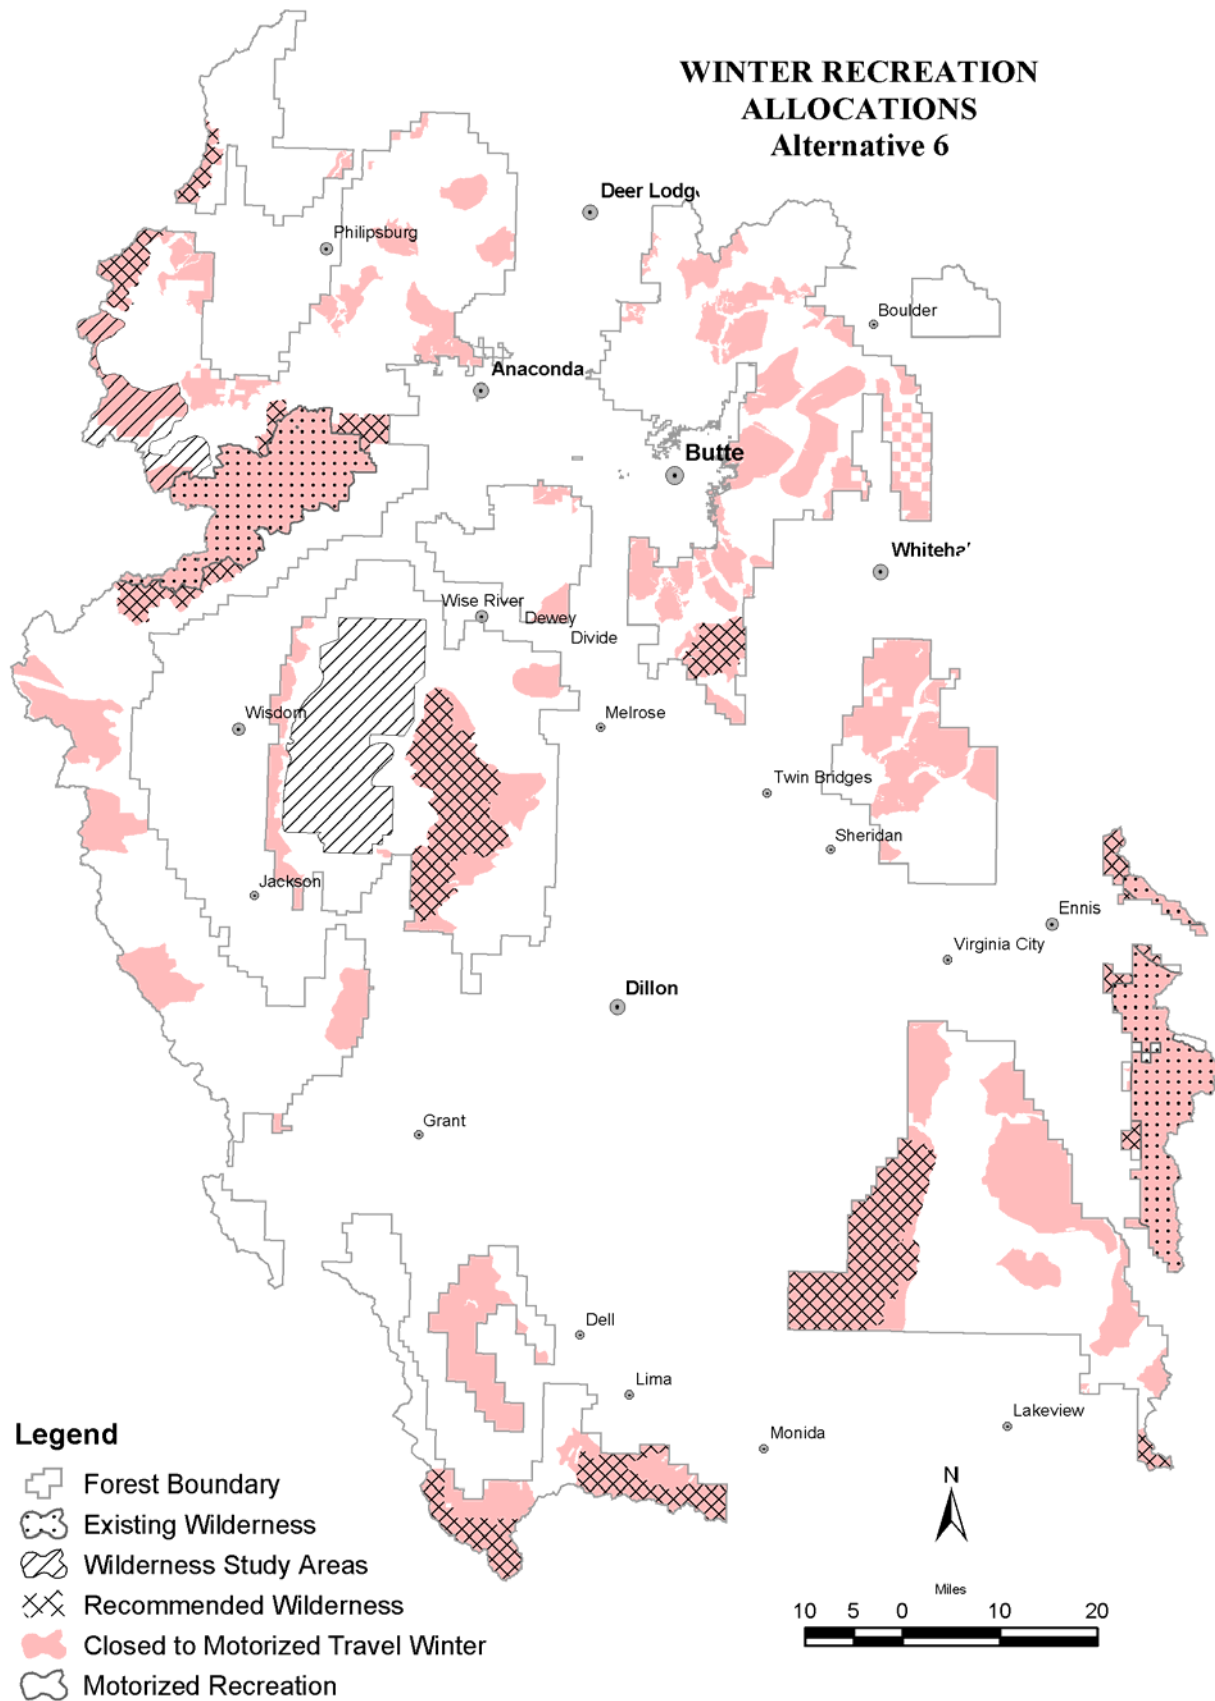 WINTER RECREATION
ALLOCATIONS
Alternative 6
Deer Lodg
Philipsburg
Boulder
Anaconda
Butte
Whiteha
Wise River
Dewey
Divide
Wisdom
Melrose
Twin Bridges
Sheridan
Jackson
Ennis
Virginia City
Dillon
Grant
Dell
Lima
Lakeview
Monida
Legend
Forest Boundary
Existing Wilderness
Wilderness Study Areas
Recommended Wilderness
Closed to Motorized Travel Winter
Motorized Recreation
N
Miles
10 5 0 10 20